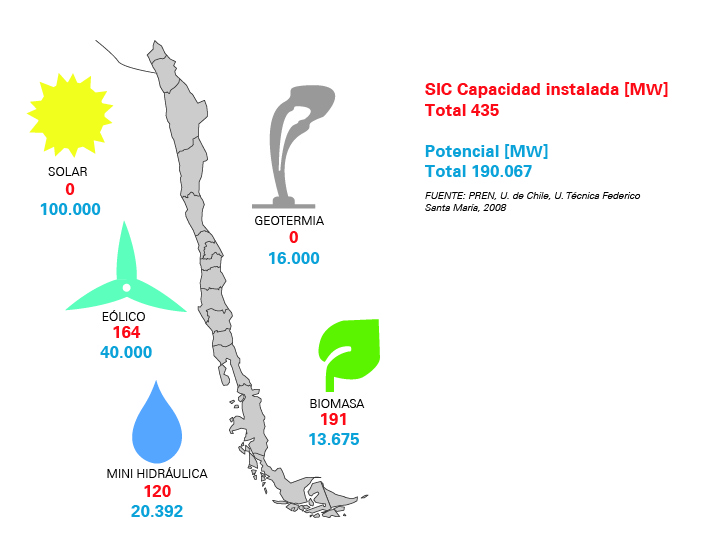 SIC Capacidad instalada [MW]
Total 435
Potencial [MW]
Total 190.067
FUENTE: PREN, U. de Chile, U. Técnica Federico
Santa María, 2008
SOLAR
0
100.000
GEOTERMIA
0
16.000
EÓLICO
164
40.000
BIOMASA
191
13.675
MINI HIDRÁULICA
120
20.392